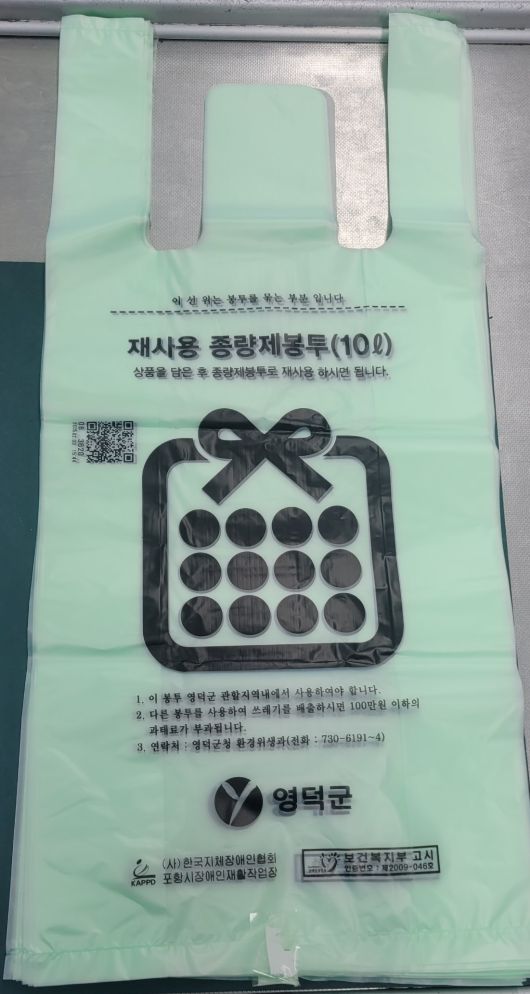 이 선 위는 봉투를 묶는 부분 입니다
재사용 종량제봉투(10ℓ)
상품을 담은 후 종량제봉투로 재사용 하시면 됩니다.
1. 이 봉투 영덕군 관할지역내에서 사용하여야 합니다.
2. 다른 봉투를 사용하여 쓰레기를 배출하시면 100만원 이하의
과태료가 부과됩니다.
3. 연락처 : 영덕군청 환경위생과(전화 : 730-6191~4)
영덕군
KAPPD
(사)한국지체장애인협회
포항시장애인재활작업장
보건복지부 고시
인증번호 : 제2009-046호